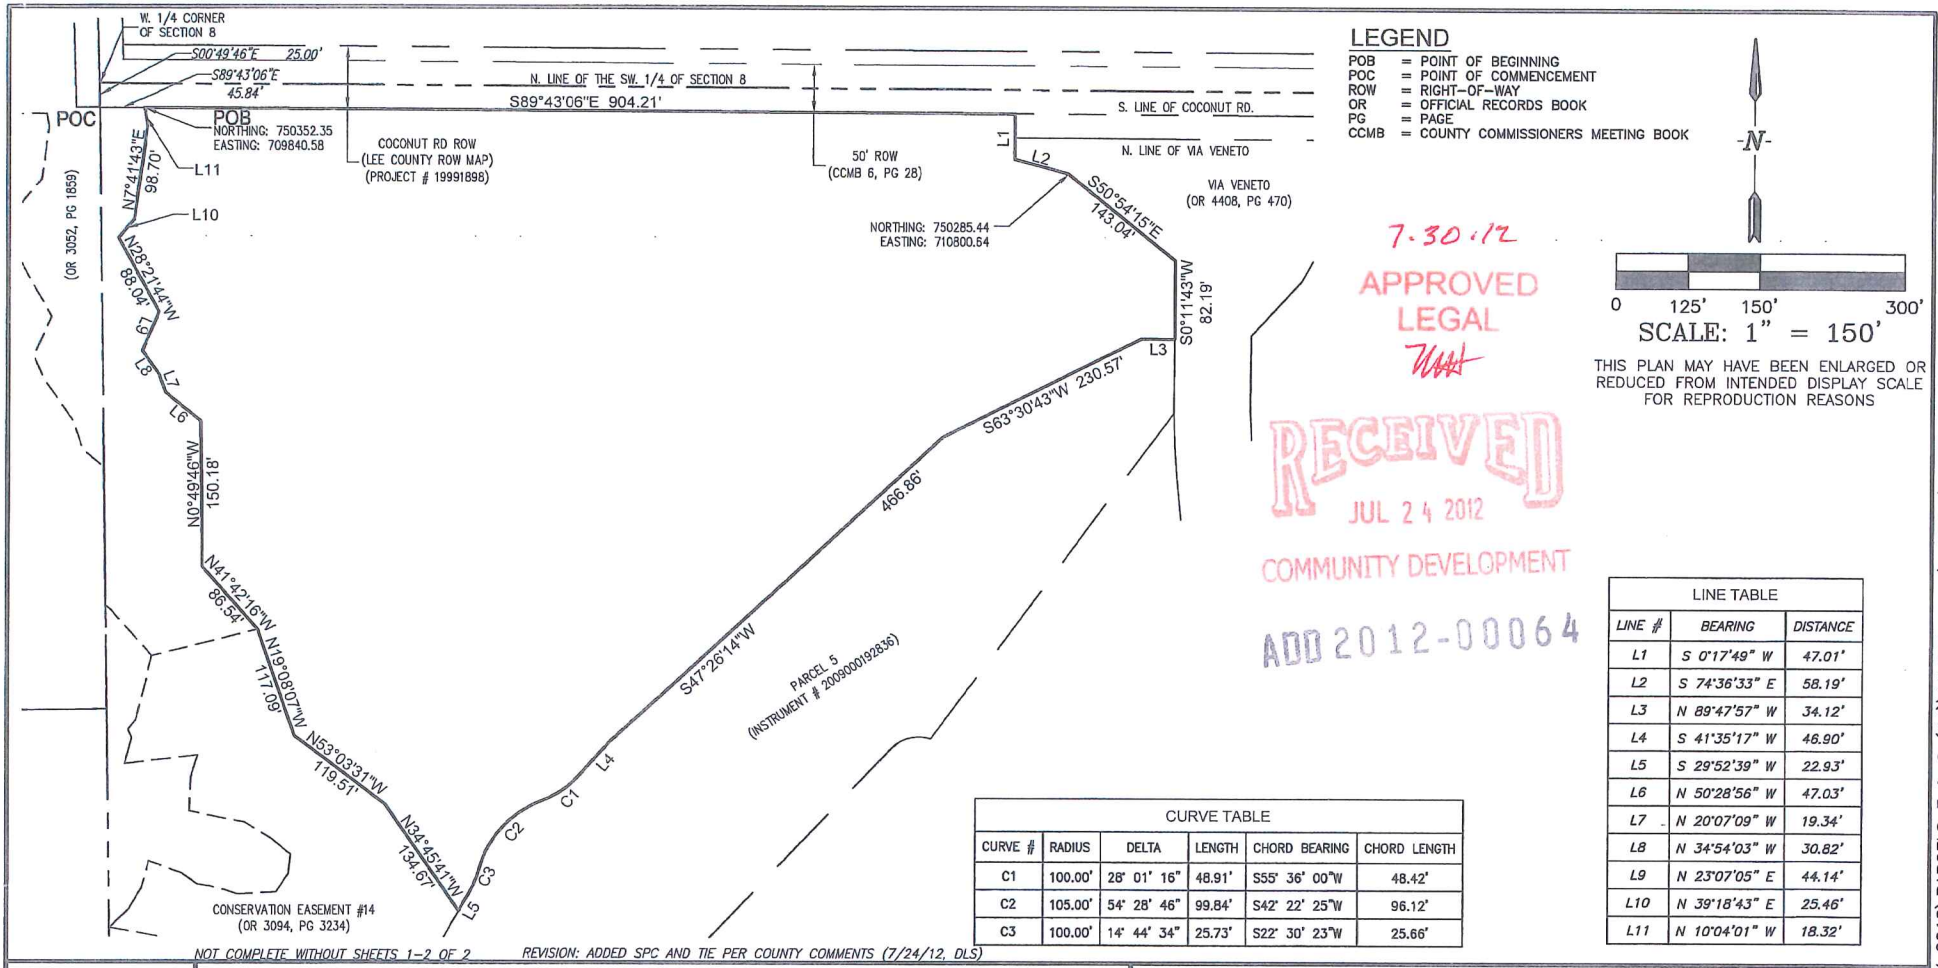 W. 1/4 CORNER
OF SECTION 8
S00°49'46"E 25.00'
S89°43'06"E
45.84'
N. LINE OF THE SW. 1/4 OF SECTION 8
S89°43'06"E 904.21'
S. LINE OF COCONUT RD.
N. LINE OF VIA VENETO
POC
POB
NORTHING: 750352.35
EASTING: 709840.58
COCONUT RD ROW
(LEE COUNTY ROW MAP)
(PROJECT # 19991898)
50' ROW
(CCMB 6, PG 28)
VIA VENETO
(OR 4408, PG 470)
NORTHING: 750285.44
EASTING: 710800.64
(OR 3052, PG 1859)
N7°41'43"E
98.70'
L11
L10
N28°21'44"W
88.04'
L9
L8
L7
L6
N0°49'46"W
150.18'
N41°42'16"W
86.54'
N19°08'07"W
117.09'
N53°03'31"W
119.51'
N34°45'41"W
134.67'
L5
C3
C2
C1
L4
S47°26'14"W
466.86'
S63°30'43"W 230.57'
L3
S0°11'43"W
82.19'
S50°54'15"E
143.04'
L2
L1
PARCEL 5
(INSTRUMENT # 2009000192836)
CONSERVATION EASEMENT #14
(OR 3094, PG 3234)
NOT COMPLETE WITHOUT SHEETS 1-2 OF 2
REVISION: ADDED SPC AND TIE PER COUNTY COMMENTS (7/24/12, DLS)
LEGEND
POB = POINT OF BEGINNING
POC = POINT OF COMMENCEMENT
ROW = RIGHT-OF-WAY
OR = OFFICIAL RECORDS BOOK
PG = PAGE
CCMB = COUNTY COMMISSIONERS MEETING BOOK
-N-
0 125' 150' 300'
SCALE: 1" = 150'
THIS PLAN MAY HAVE BEEN ENLARGED OR
REDUCED FROM INTENDED DISPLAY SCALE
FOR REPRODUCTION REASONS
7.30.12
APPROVED
LEGAL
RECEIVED
JUL 24 2012
COMMUNITY DEVELOPMENT
ADD 2012-00064
CURVE TABLE
CURVE # RADIUS DELTA LENGTH CHORD BEARING CHORD LENGTH
C1 100.00' 28° 01' 16" 48.91' S55° 36' 00"W 48.42'
C2 105.00' 54° 28' 46" 99.84' S42° 22' 25"W 96.12'
C3 100.00' 14° 44' 34" 25.73' S22° 30' 23"W 25.66'
LINE TABLE
LINE # BEARING DISTANCE
L1 S 0°17'49" W 47.01'
L2 S 74°36'33" E 58.19'
L3 N 89°47'57" W 34.12'
L4 S 41°35'17" W 46.90'
L5 S 29°52'39" W 22.93'
L6 N 50°28'56" W 47.03'
L7 N 20°07'09" W 19.34'
L8 N 34°54'03" W 30.82'
L9 N 23°07'05" E 44.14'
L10 N 39°18'43" E 25.46'
L11 N 10°04'01" W 18.32'